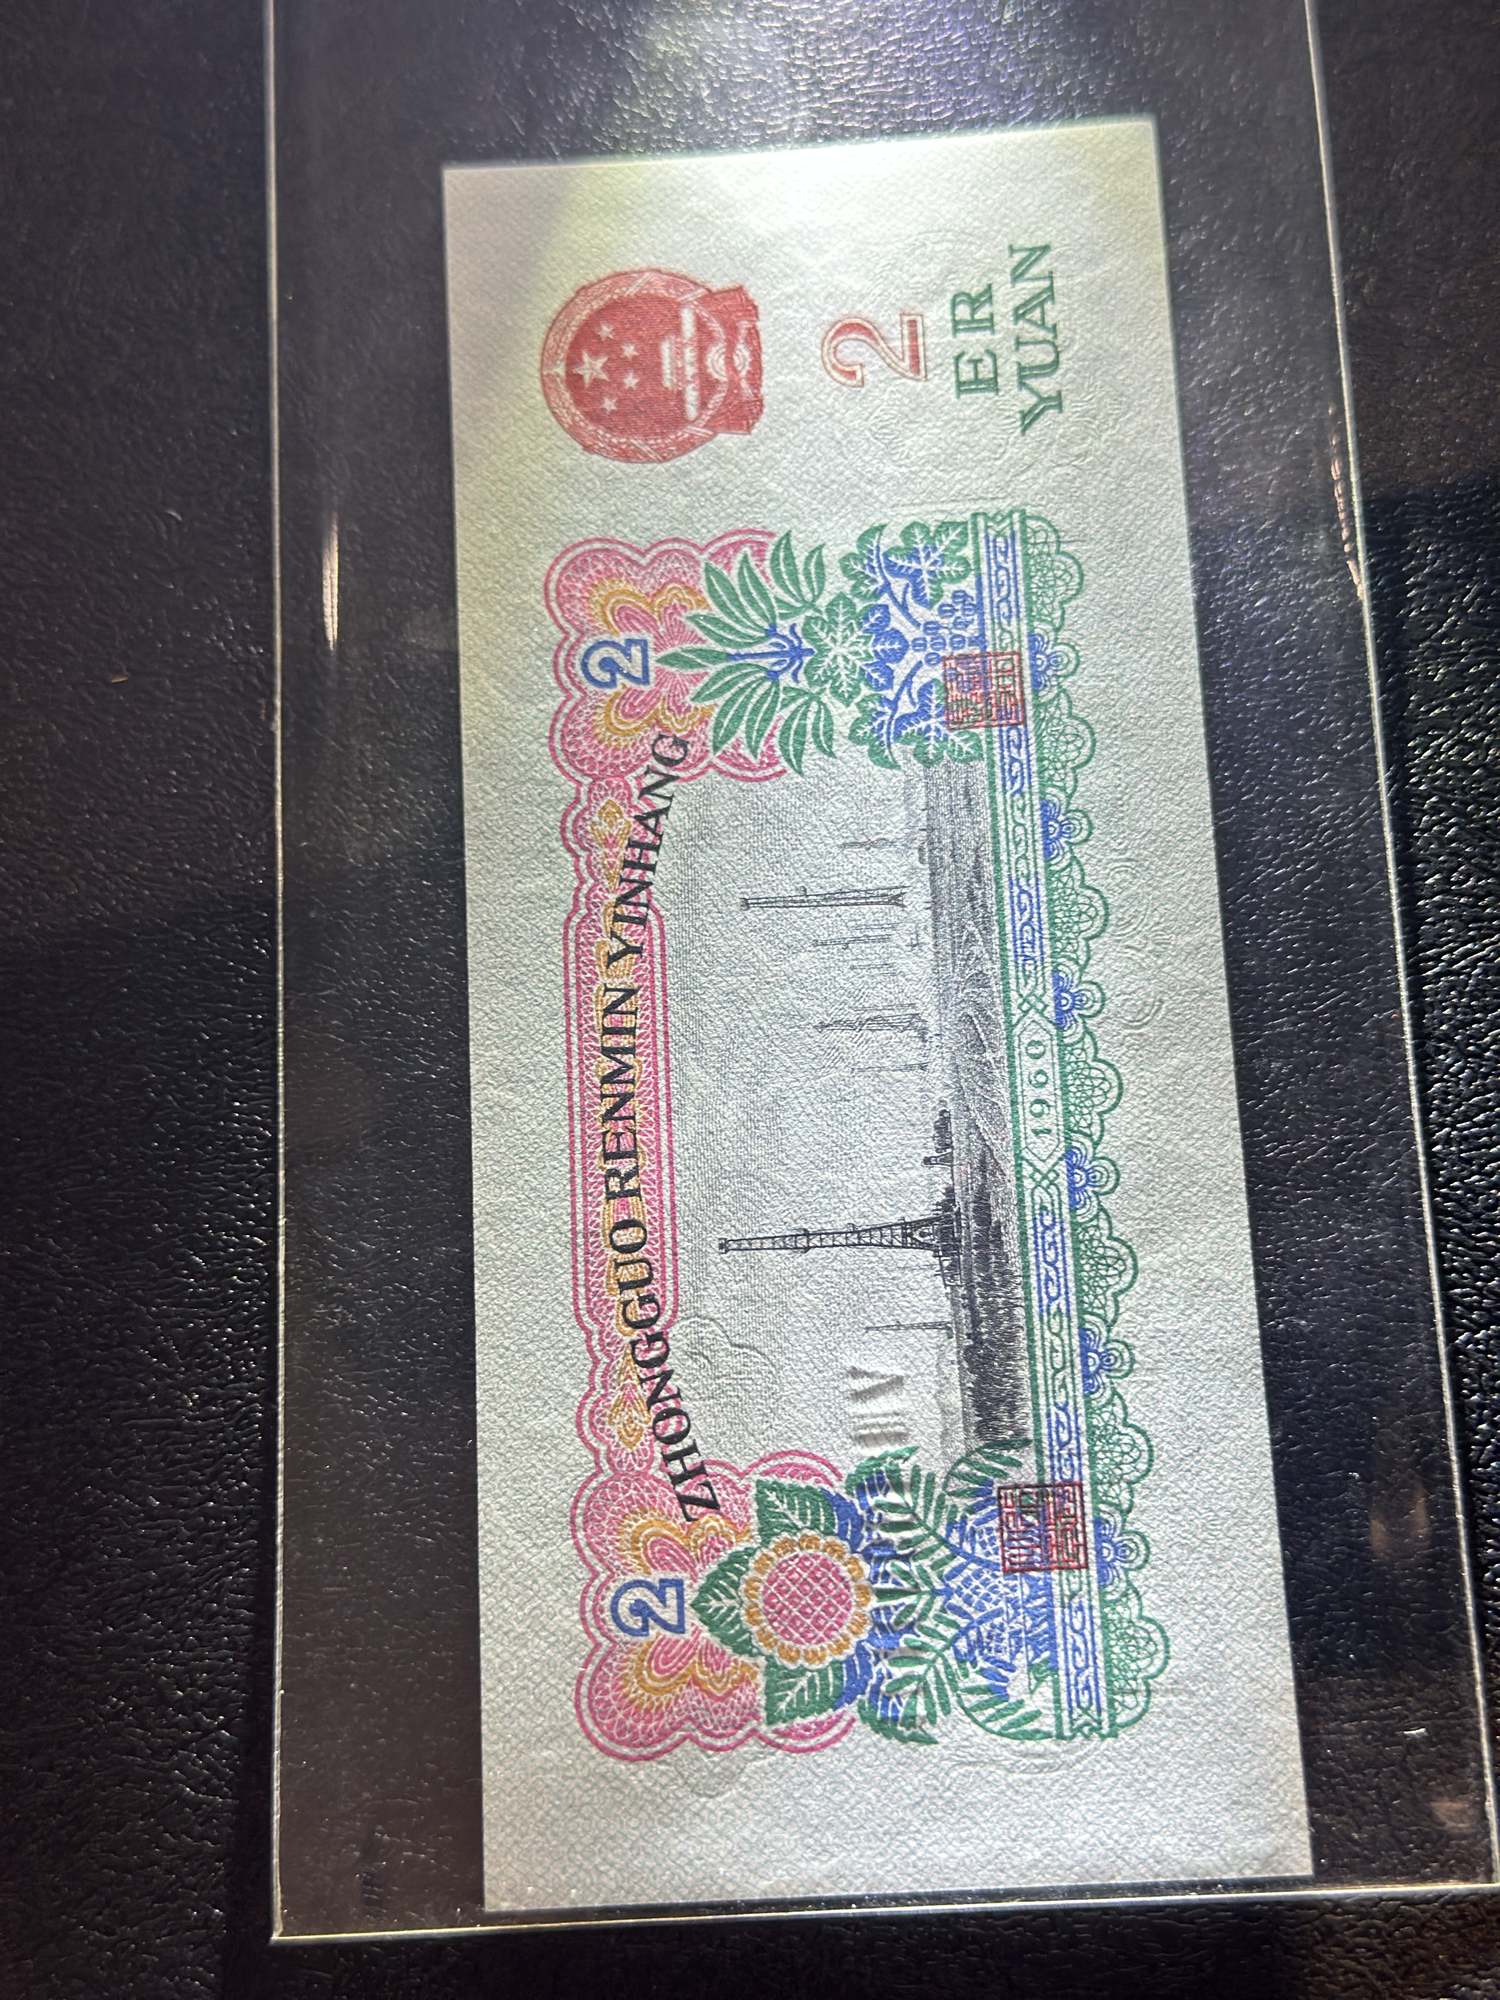 ZHONGGUO RENMIN YINHANG
2
2
2
ER
YUAN
1960